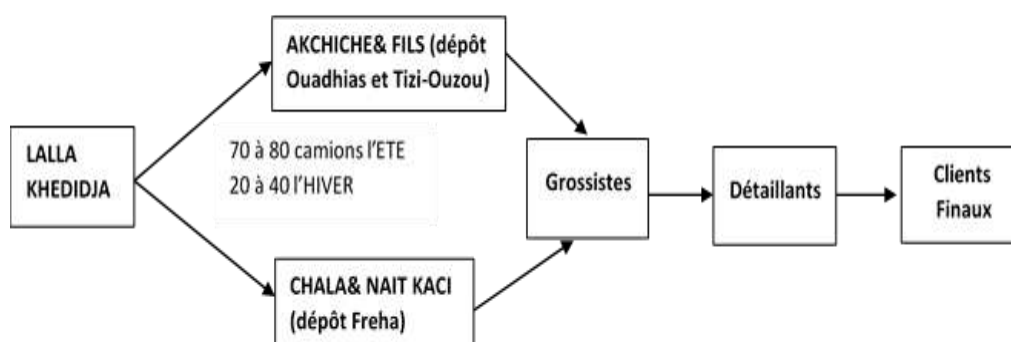 AKCHICHE& FILS (dépôt
Ouadhias et Tizi-Ouzou)
LALLA
KHEDIDJA
70 à 80 camions l'ETE
20 à 40 l'HIVER
Grossistes
Détaillants
Clients
Finaux
CHALA& NAIT KACI
(dépôt Freha)